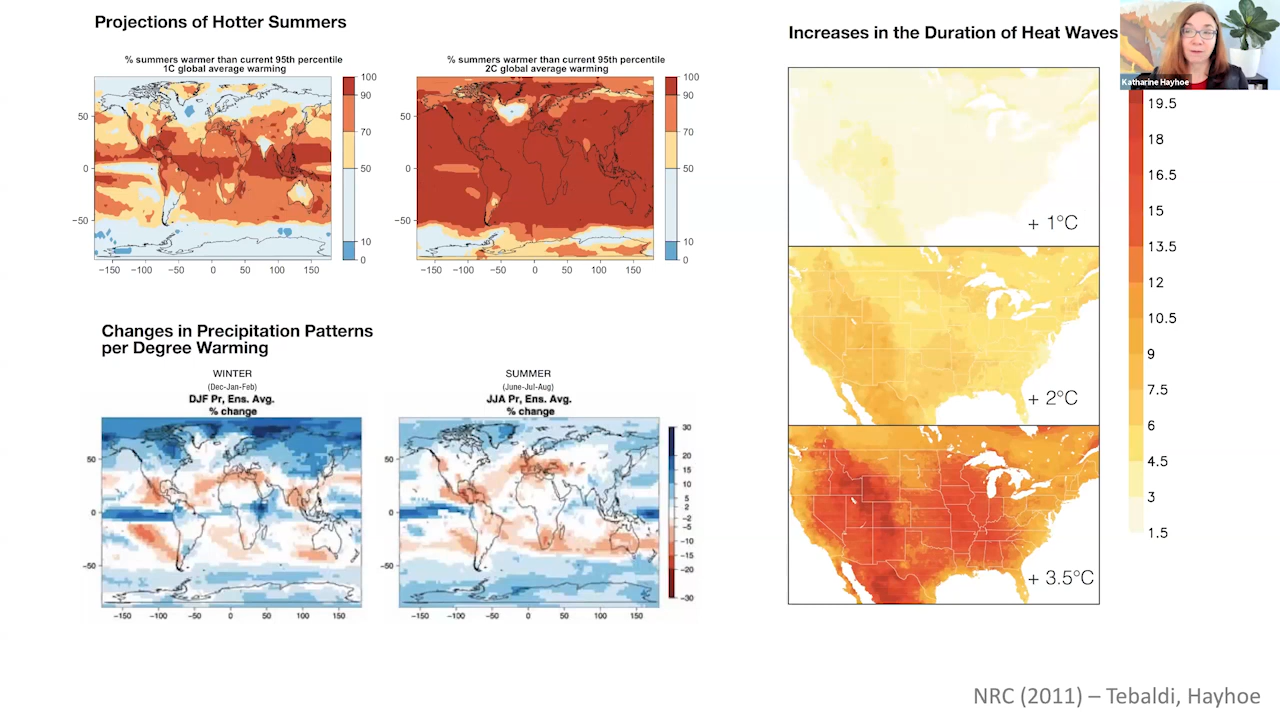 Projections of Hotter Summers
% summers warmer than current 95th percentile
1C global average warming
100
90
70
50
10
0
50
0
−50
−150 −100 −50 0 50 100 150
% summers warmer than current 95th percentile
2C global average warming
100
90
70
50
10
0
50
0
−50
−150 −100 −50 0 50 100 150
Changes in Precipitation Patterns
per Degree Warming
WINTER
(Dec-Jan-Feb)
DJF Pr, Ens. Avg.
% change
50
0
−50
−150 −100 −50 0 50 100 150
SUMMER
(June-Jul-Aug)
JJA Pr, Ens. Avg.
% change
50
0
−50
−150 −100 −50 0 50 100 150
30
20
15
10
5
2
−2
−5
−10
−15
−20
−30
Increases in the Duration of Heat Waves
Katharine Hayhoe
+ 1°C
+ 2°C
+ 3.5°C
19.5
18
16.5
15
13.5
12
10.5
9
7.5
6
4.5
3
1.5
NRC (2011) – Tebaldi, Hayhoe